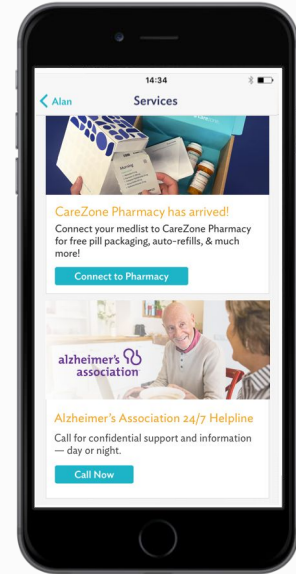 14:34
Alan
Services
CareZone Pharmacy has arrived!
Connect your medlist to CareZone Pharmacy
for free pill packaging, auto-refills, & much
more!
Connect to Pharmacy
alzheimer's
association
Alzheimer's Association 24/7 Helpline
Call for confidential support and information
— day or night.
Call Now